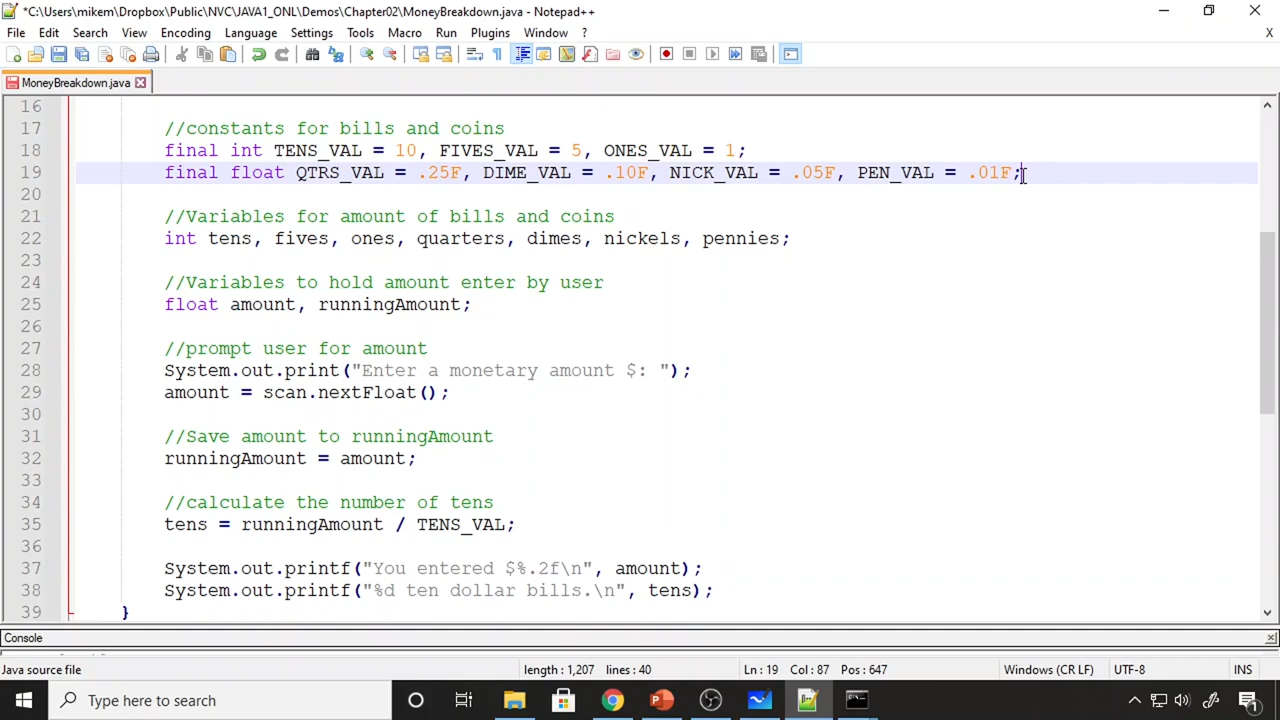 *C:\Users\mikem\Dropbox\Public\NVC\JAVA1_ONL\Demos\Chapter02\MoneyBreakdown.java - Notepad++
File Edit Search View Encoding Language Settings Tools Macro Run Plugins Window ? X
MoneyBreakdown.java
16
17 //constants for bills and coins
18 final int TENS_VAL = 10, FIVES_VAL = 5, ONES_VAL = 1;
19 final float QTRS_VAL = .25F, DIME_VAL = .10F, NICK_VAL = .05F, PEN_VAL = .01F;
20
21 //Variables for amount of bills and coins
22 int tens, fives, ones, quarters, dimes, nickels, pennies;
23
24 //Variables to hold amount enter by user
25 float amount, runningAmount;
26
27 //prompt user for amount
28 System.out.print("Enter a monetary amount $: ");
29 amount = scan.nextFloat();
30
31 //Save amount to runningAmount
32 runningAmount = amount;
33
34 //calculate the number of tens
35 tens = runningAmount / TENS_VAL;
36
37 System.out.printf("You entered $%.2f\n", amount);
38 System.out.printf("%d ten dollar bills.\n", tens);
39 }
Console
Java source file length : 1,207 lines : 40 Ln : 19 Col : 87 Pos : 647 Windows (CR LF) UTF-8 INS
Type here to search